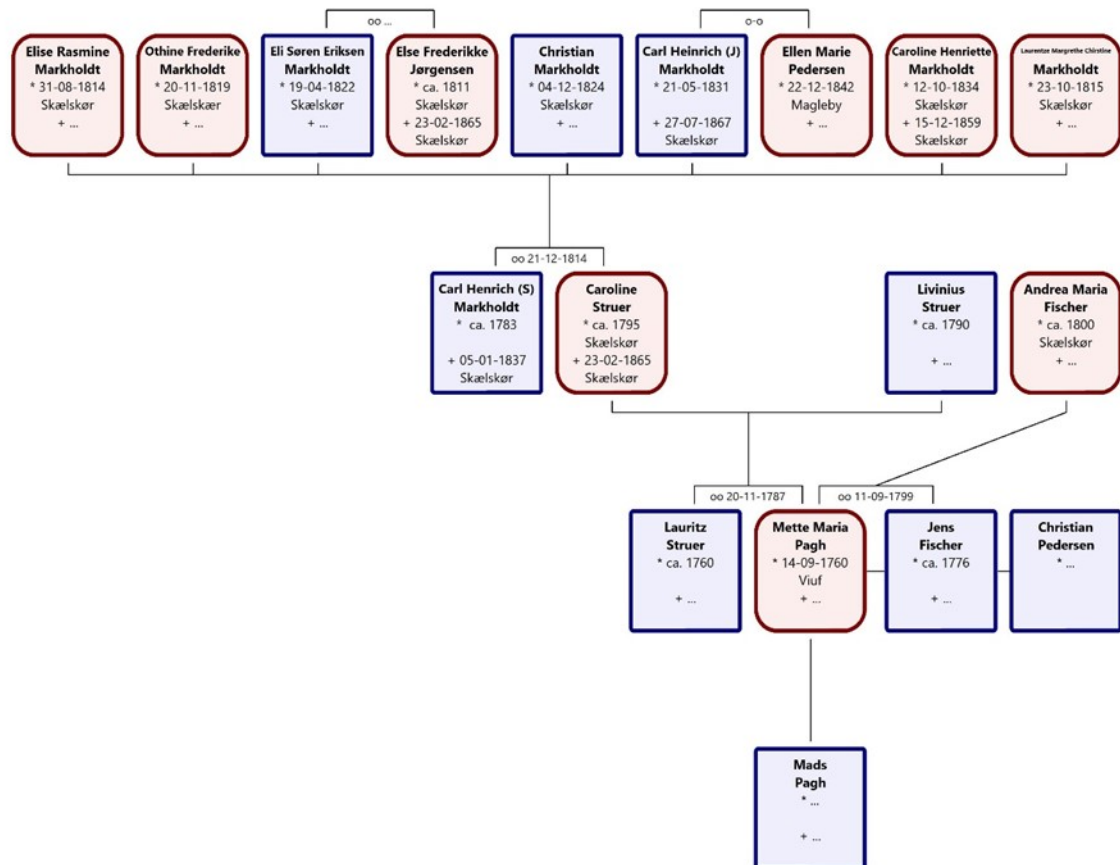 oo ...
o-o
Elise Rasmine
Markholdt
* 31-08-1814
Skælskør
+ ...
Othine Frederike
Markholdt
* 20-11-1819
Skælskær
+ ...
Eli Søren Eriksen
Markholdt
* 19-04-1822
Skælskør
+ ...
Else Frederikke
Jørgensen
* ca. 1811
Skælskør
+ 23-02-1865
Skælskør
Christian
Markholdt
* 04-12-1824
Skælskør
+ ...
Carl Heinrich (J)
Markholdt
* 21-05-1831
+ 27-07-1867
Skælskør
Ellen Marie
Pedersen
* 22-12-1842
Magleby
+ ...
Caroline Henriette
Markholdt
* 12-10-1834
Skælskør
+ 15-12-1859
Skælskør
Laurentze Margrethe Chirstine
Markholdt
* 23-10-1815
Skælskør
+ ...
oo 21-12-1814
Carl Henrich (S)
Markholdt
* ca. 1783
+ 05-01-1837
Skælskør
Caroline
Struer
* ca. 1795
Skælskør
+ 23-02-1865
Skælskør
Livinius
Struer
* ca. 1790
+ ...
Andrea Maria
Fischer
* ca. 1800
Skælskør
+ ...
oo 20-11-1787
oo 11-09-1799
Lauritz
Struer
* ca. 1760
+ ...
Mette Maria
Pagh
* 14-09-1760
Viuf
+ ...
Jens
Fischer
* ca. 1776
+ ...
Christian
Pedersen
* ...
Mads
Pagh
* ...
+ ...